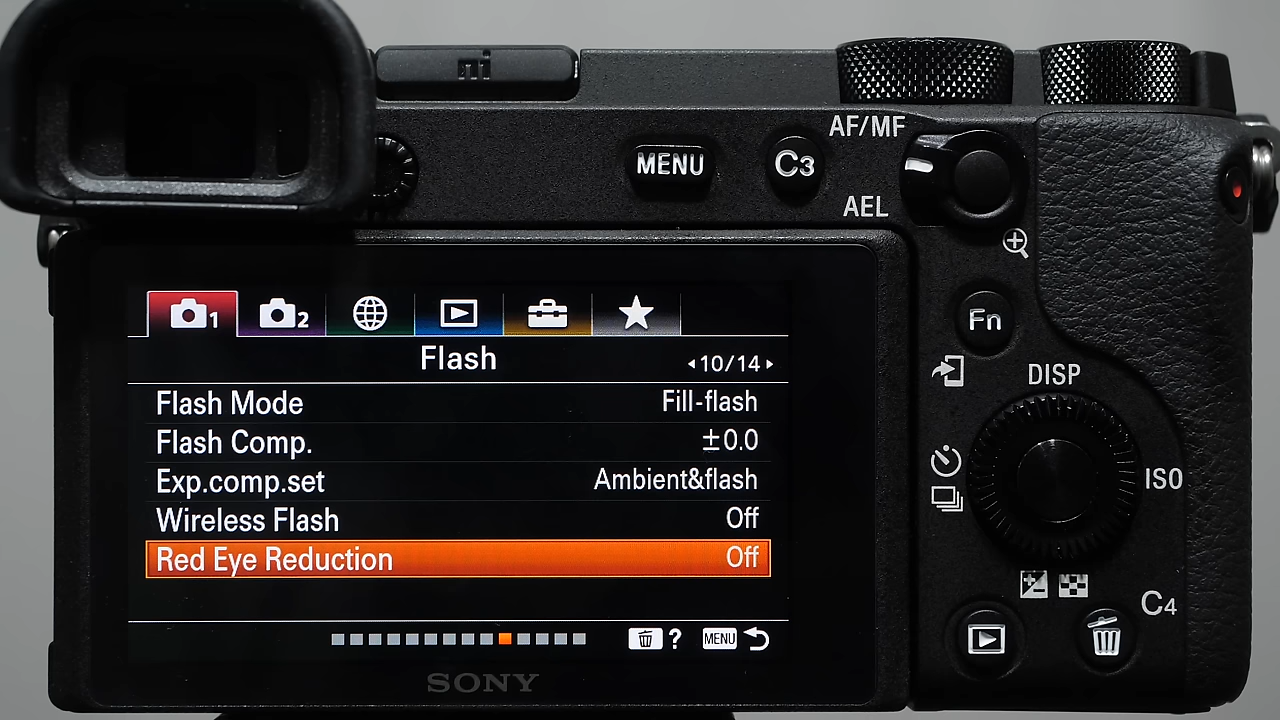 mi
AF/MF
MENU
C3
AEL
1
2
Fn
Flash
10/14
DISP
Flash Mode Fill-flash
Flash Comp. ±0.0
Exp.comp.set Ambient&flash
ISO
Wireless Flash Off
Red Eye Reduction Off
C4
? MENU
SONY